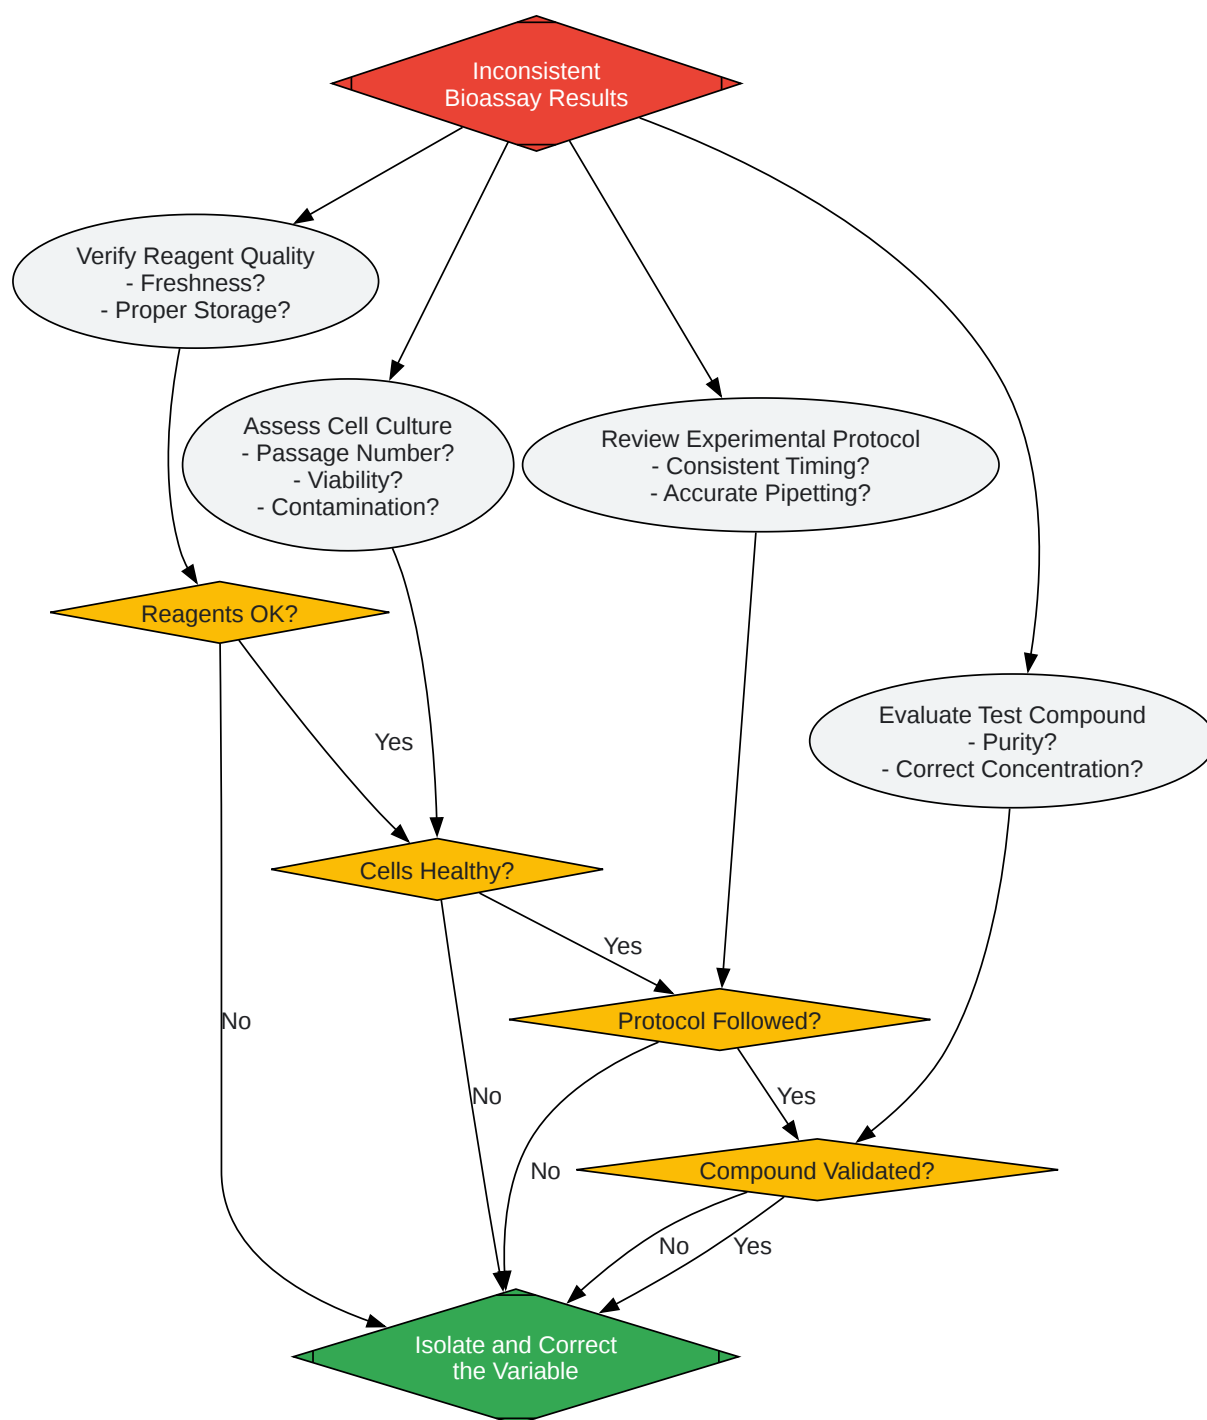 Inconsistent
Bioassay Results
Verify Reagent Quality
- Freshness?
- Proper Storage?
Assess Cell Culture
- Passage Number?
- Viability?
- Contamination?
Review Experimental Protocol
- Consistent Timing?
- Accurate Pipetting?
Reagents OK?
Evaluate Test Compound
- Purity?
- Correct Concentration?
Yes
Cells Healthy?
Yes
No
Protocol Followed?
No
Yes
No
Compound Validated?
No
Yes
Isolate and Correct
the Variable